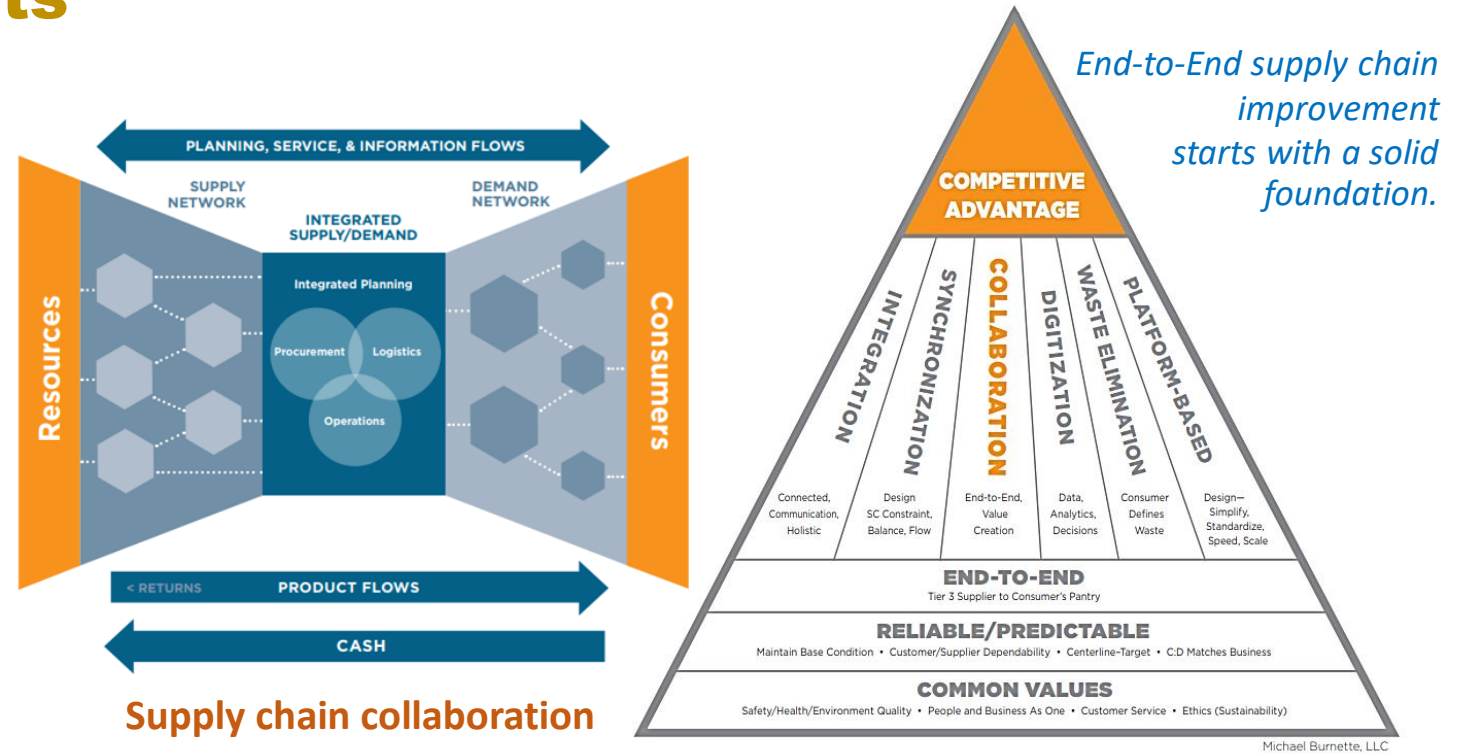 ts
PLANNING, SERVICE, & INFORMATION FLOWS
SUPPLY
NETWORK
DEMAND
NETWORK
INTEGRATED
SUPPLY/DEMAND
Integrated Planning
Procurement
Logistics
Operations
Resources
Consumers
< RETURNS
PRODUCT FLOWS
CASH
Supply chain collaboration
End-to-End supply chain
improvement
starts with a solid
foundation.
COMPETITIVE
ADVANTAGE
INTEGRATION
SYNCHRONIZATION
COLLABORATION
DIGITIZATION
WASTE ELIMINATION
PLATFORM-BASED
Connected,
Communication,
Holistic
Design
SC Constraint,
Balance, Flow
End-to-End,
Value
Creation
Data,
Analytics,
Decisions
Consumer
Defines
Waste
Design—
Simplify,
Standardize,
Speed, Scale
END-TO-END
Tier 3 Supplier to Consumer's Pantry
RELIABLE/PREDICTABLE
Maintain Base Condition • Customer/Supplier Dependability • Centerline–Target • C:D Matches Business
COMMON VALUES
Safety/Health/Environment Quality • People and Business As One • Customer Service • Ethics (Sustainability)
Michael Burnette, LLC